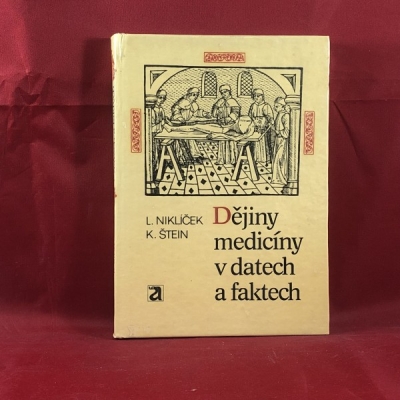 L. NIKLÍČEK
K. ŠTEIN
Dějiny
medicíny
v datech
a faktech